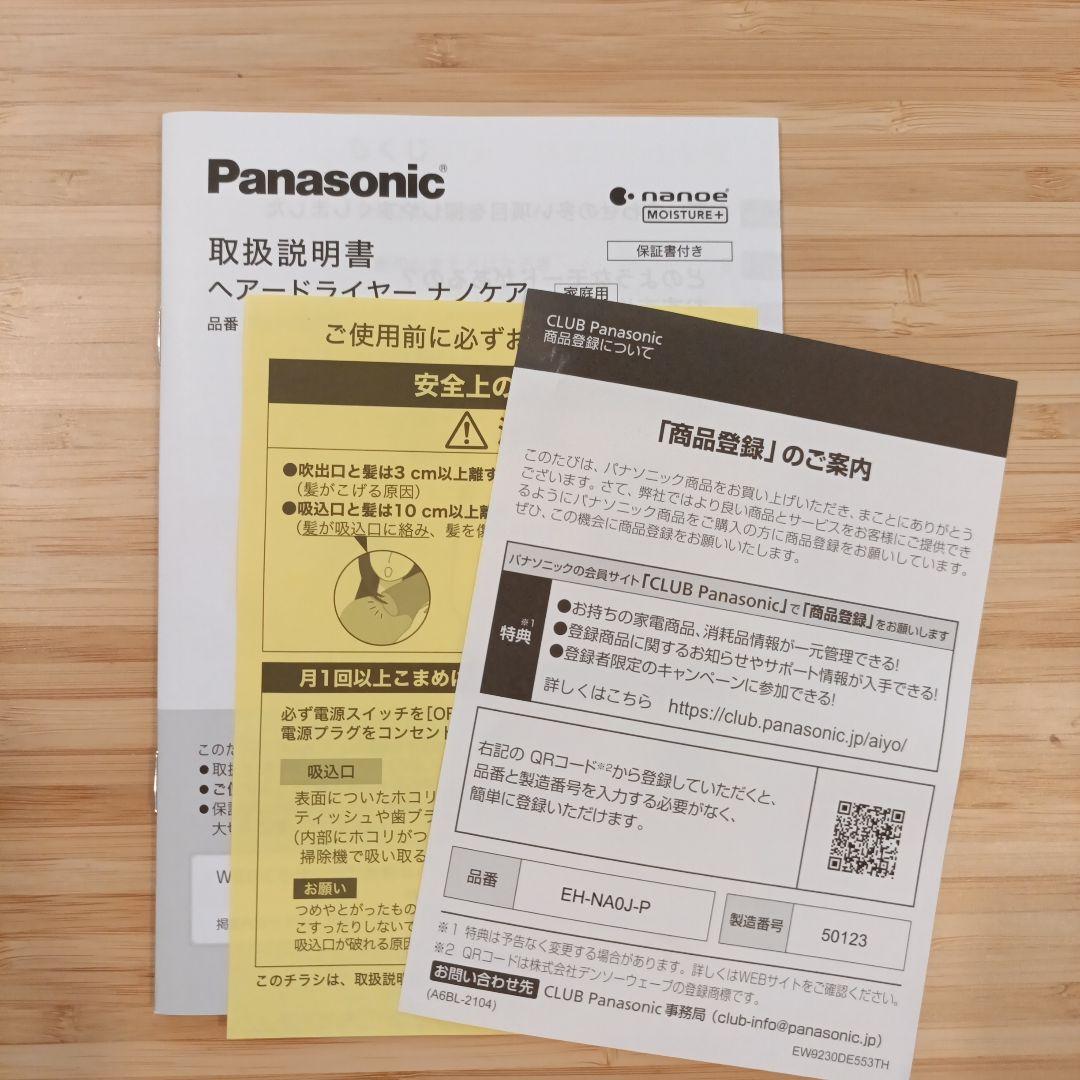 Panasonic®
nanoe
MOISTURE+
取扱説明書
保証書付き
ヘアードライヤー ナノケア
家庭用
品番
ご使用前に必ずお
安全上の
●吹出口と髪は3 cm以上離す
（髪がこげる原因）
●吸込口と髪は10 cm以上離
（髪が吸込口に絡み、髪を傷
月1回以上こまめに
必ず電源スイッチを[OF
電源プラグをコンセント
吸込口
表面についたホコリ
ティッシュや歯ブラ
（内部にホコリがつ
掃除機で吸い取る
お願い
つめやとがったもの
こすったりしないで
吸込口が破れる原因
このチラシは、取扱説明
このた
●取扱
●ご使
●保証
大切
W
掲
CLUB Panasonic
商品登録について
「商品登録」のご案内
このたびは、パナソニック商品をお買い上げいただき、まことにありがとう
ございます。さて、弊社ではより良い商品とサービスをお客様にご提供でき
るようにパナソニック商品をご購入の方に商品登録をお願いしています。
ぜひ、この機会に商品登録をお願いいたします。
パナソニックの会員サイト「CLUB Panasonic」で「商品登録」をお願いします
特典※1
●お持ちの家電商品、消耗品情報が一元管理できる!
●登録商品に関するお知らせやサポート情報が入手できる!
●登録者限定のキャンペーンに参加できる!
詳しくはこちら https://club.panasonic.jp/aiyo/
右記の QRコード※2から登録していただくと、
品番と製造番号を入力する必要がなく、
簡単に登録いただけます。
品番 EH-NA0J-P
製造番号 50123
※1 特典は予告なく変更する場合があります。詳しくはWEBサイトをご確認ください。
※2 QRコードは株式会社デンソーウェーブの登録商標です。
お問い合わせ先 CLUB Panasonic 事務局（club-info@panasonic.jp）
(A6BL-2104)
EW9230DE553TH